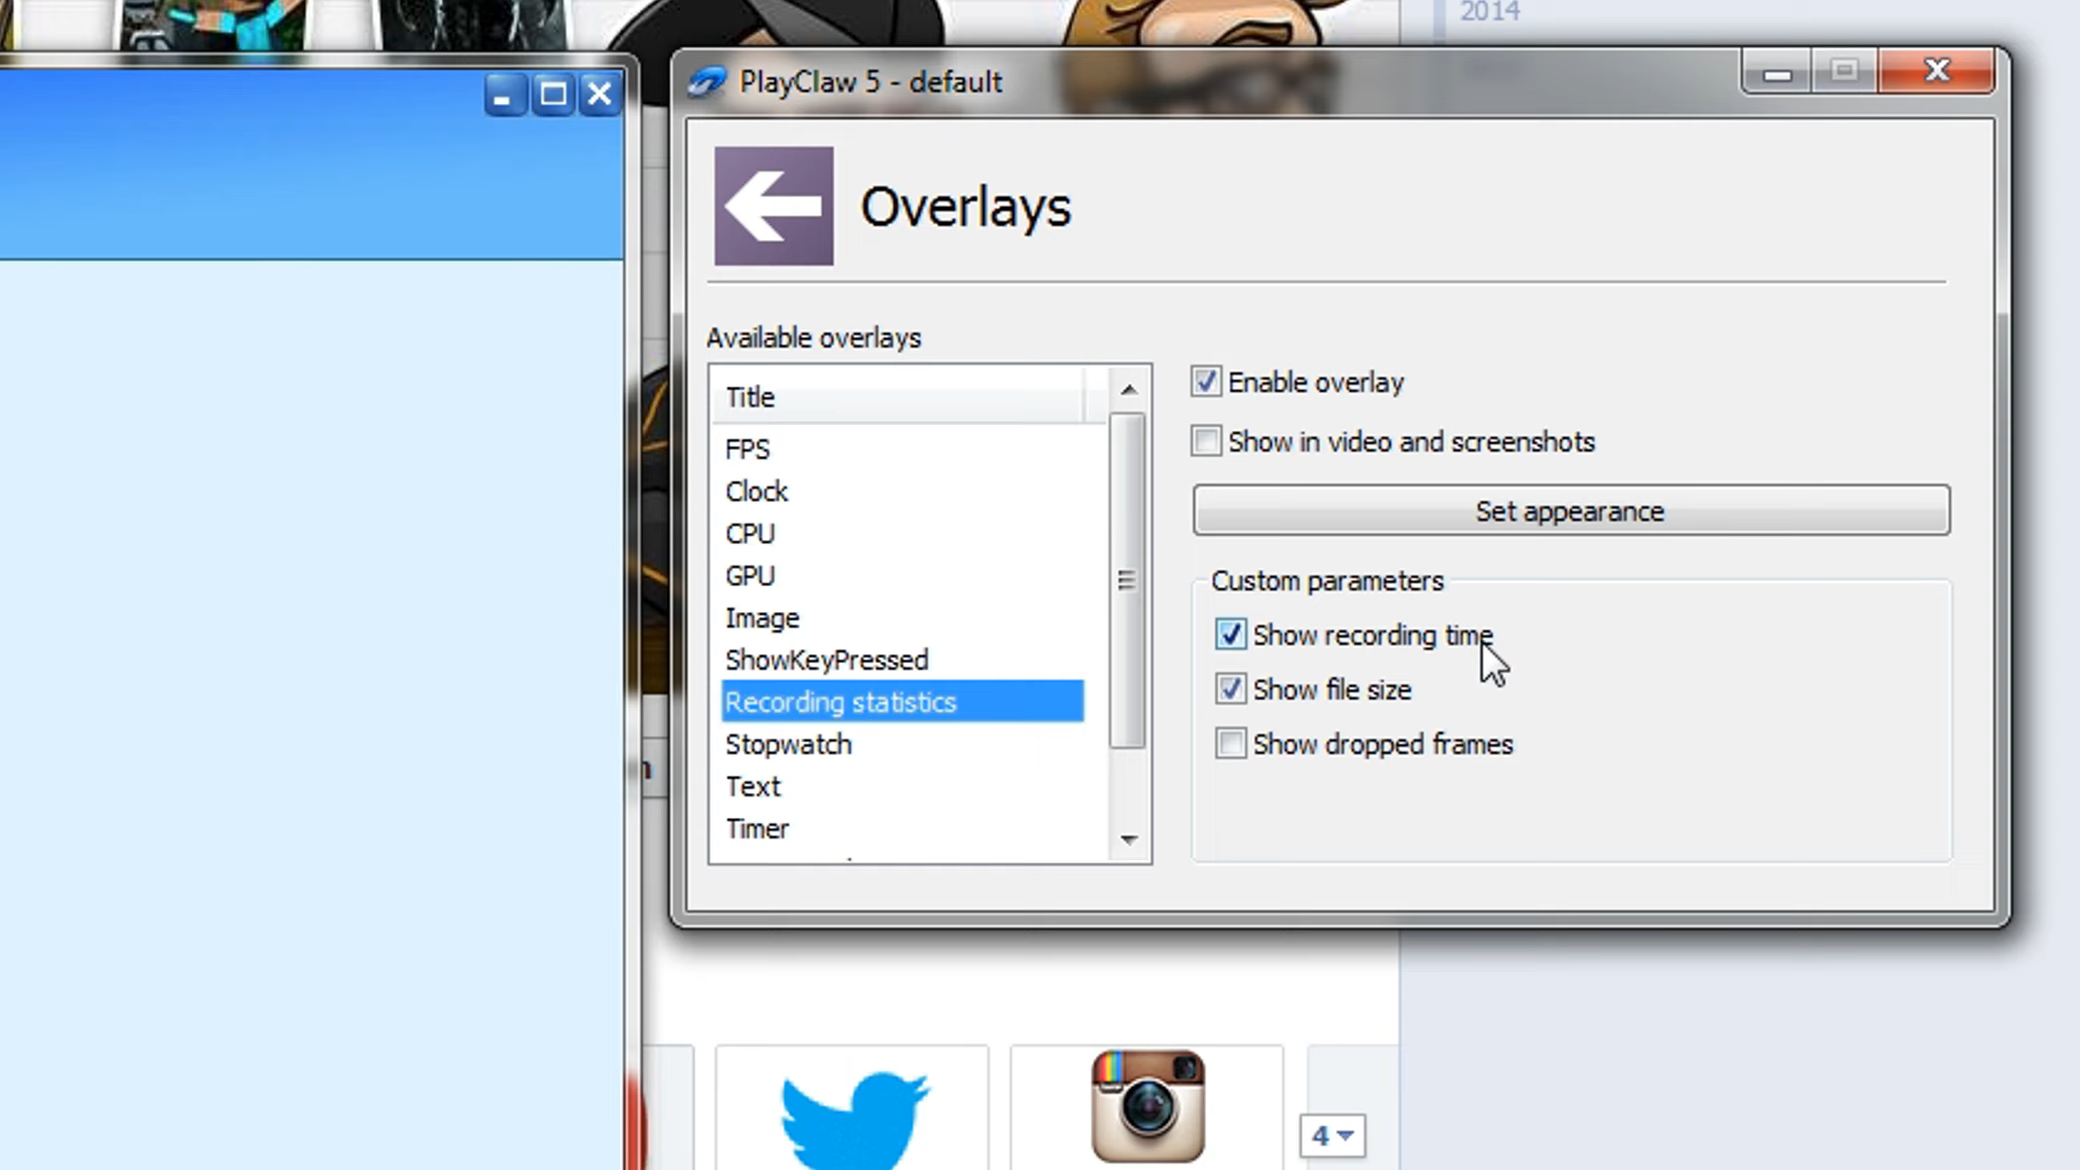 2014
PlayClaw 5 - default
Overlays
Available overlays
Title
FPS
Clock
CPU
GPU
Image
ShowKeyPressed
Recording statistics
Stopwatch
Text
Timer
Enable overlay
Show in video and screenshots
Set appearance
Custom parameters
Show recording time
Show file size
Show dropped frames
4